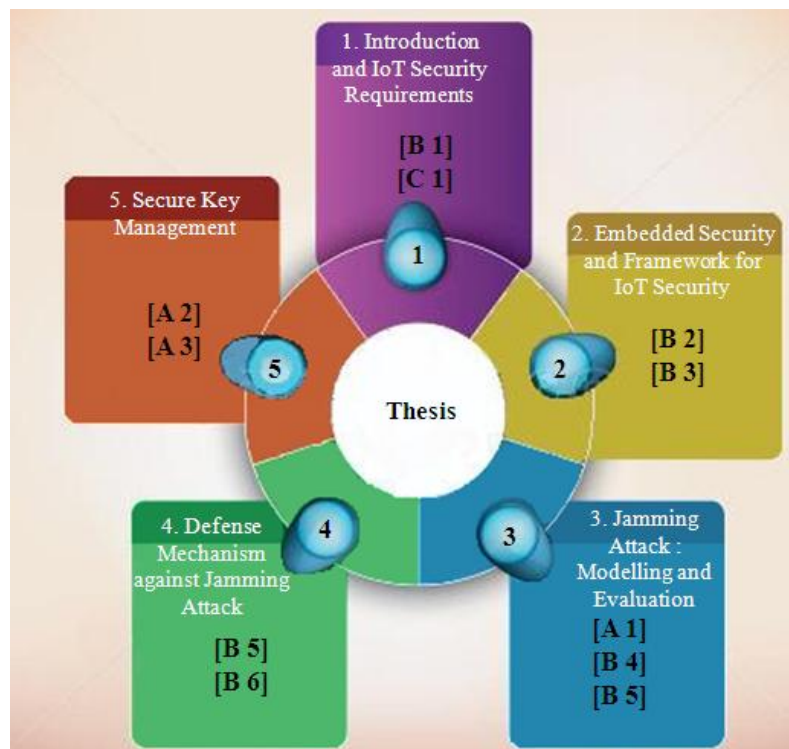 1. Introduction
and IoT Security
Requirements
[B 1]
[C 1]
1
2. Embedded Security
and Framework for
IoT Security
[B 2]
[B 3]
2
3. Jamming
Attack :
Modelling and
Evaluation
[A 1]
[B 4]
[B 5]
3
4. Defense
Mechanism
against Jamming
Attack
[B 5]
[B 6]
4
5. Secure Key
Management
[A 2]
[A 3]
5
Thesis